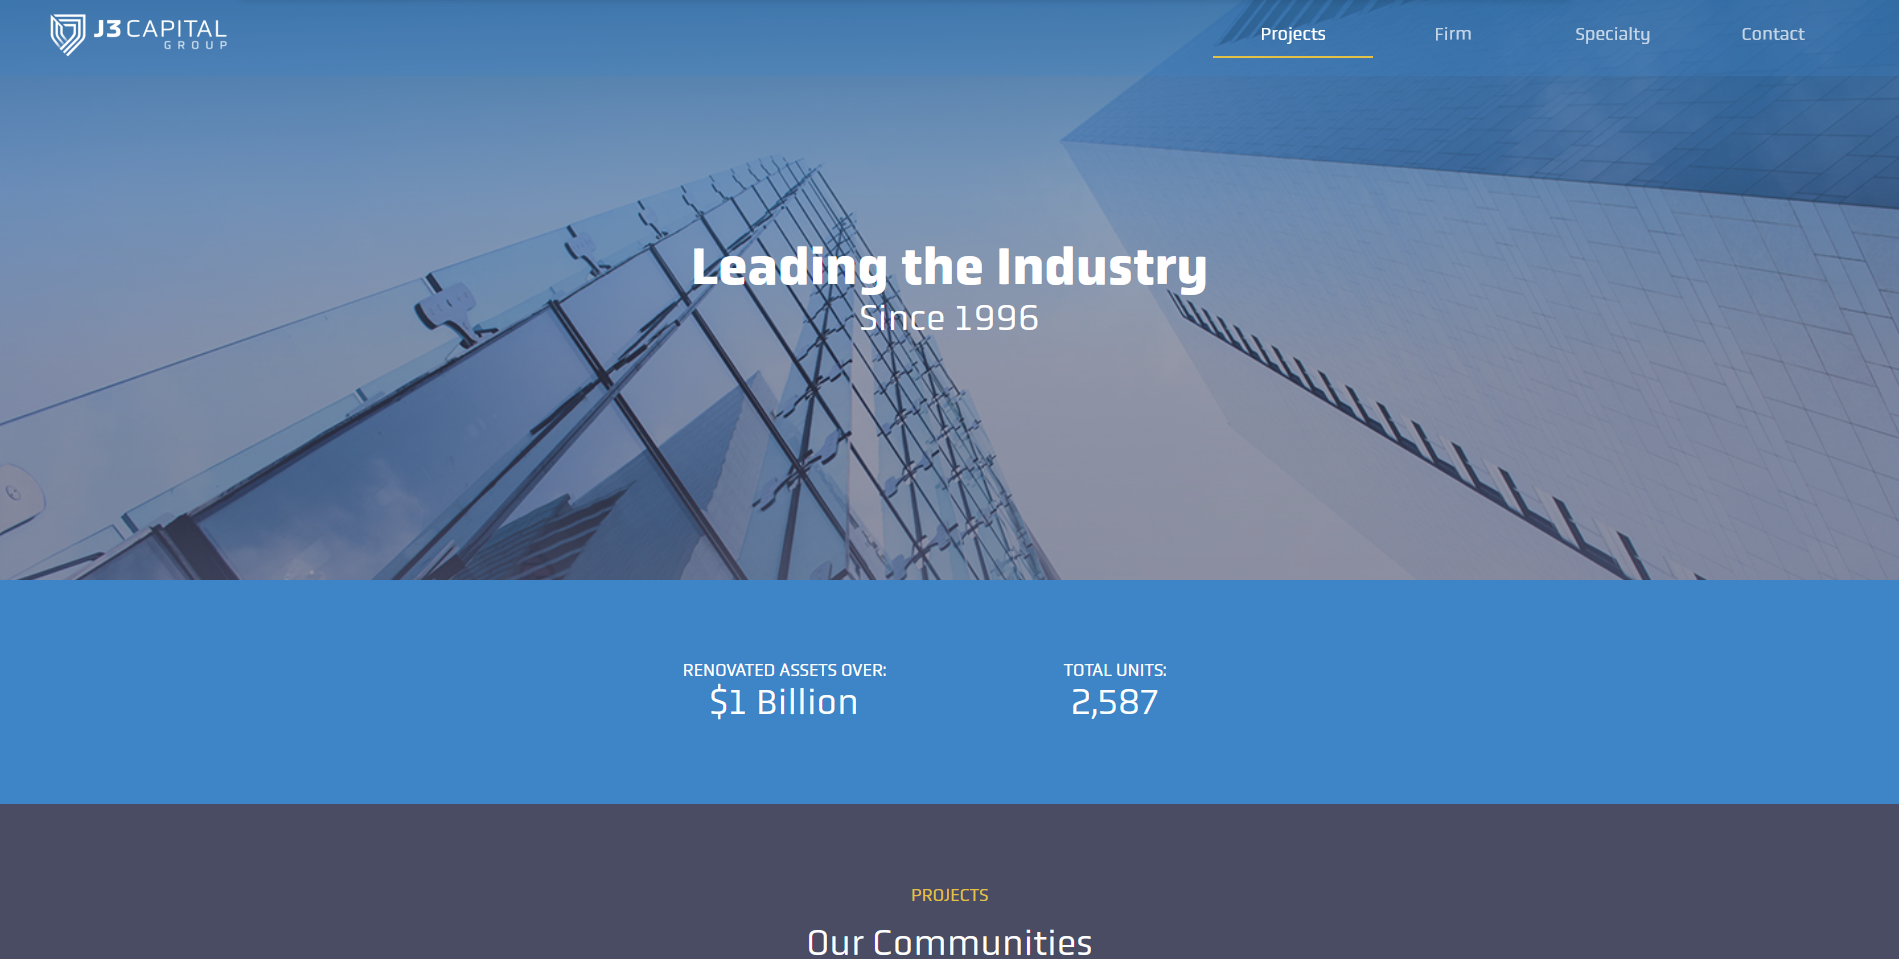 J3 CAPITAL
GROUP
Projects
Firm
Specialty
Contact
Leading the Industry
Since 1996
RENOVATED ASSETS OVER:
$1 Billion
TOTAL UNITS:
2,587
PROJECTS
Our Communities